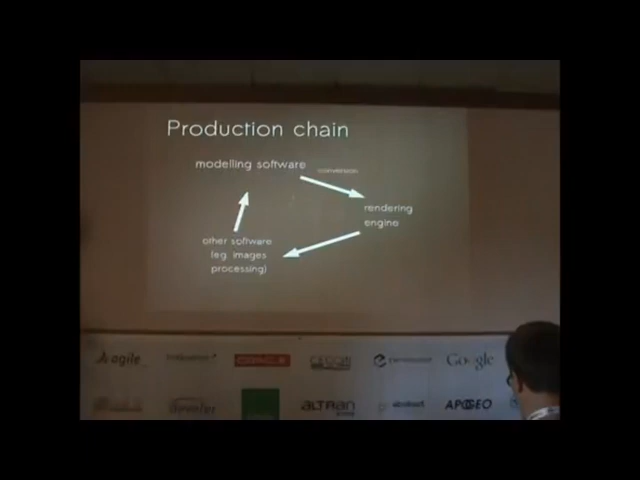 Production chain
modelling software
conversion
rendering
engine
other software
(eg. images
processing)
agile
ORACLE
Google
ALTRAN
APOGEO